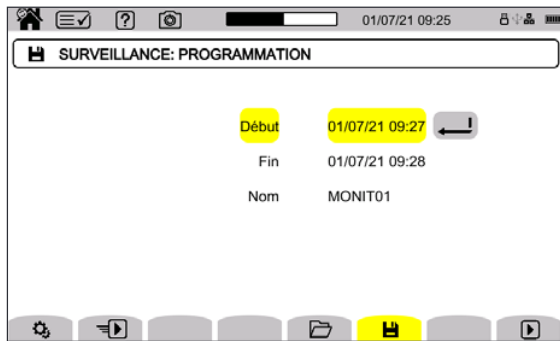 01/07/21 09:25
SURVEILLANCE: PROGRAMMATION
Début 01/07/21 09:27
Fin 01/07/21 09:28
Nom MONIT01